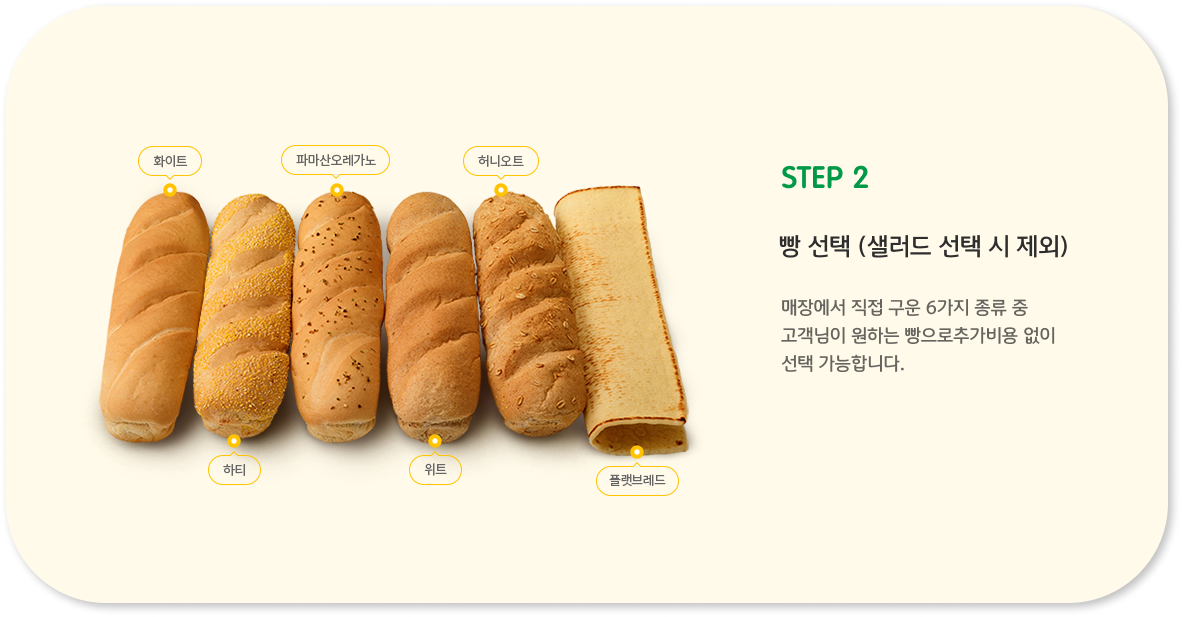 화이트
파마산오레가노
허니오트
하티
위트
플랫브레드
STEP 2
빵 선택 (샐러드 선택 시 제외)
매장에서 직접 구운 6가지 종류 중
고객님이 원하는 빵으로추가비용 없이
선택 가능합니다.